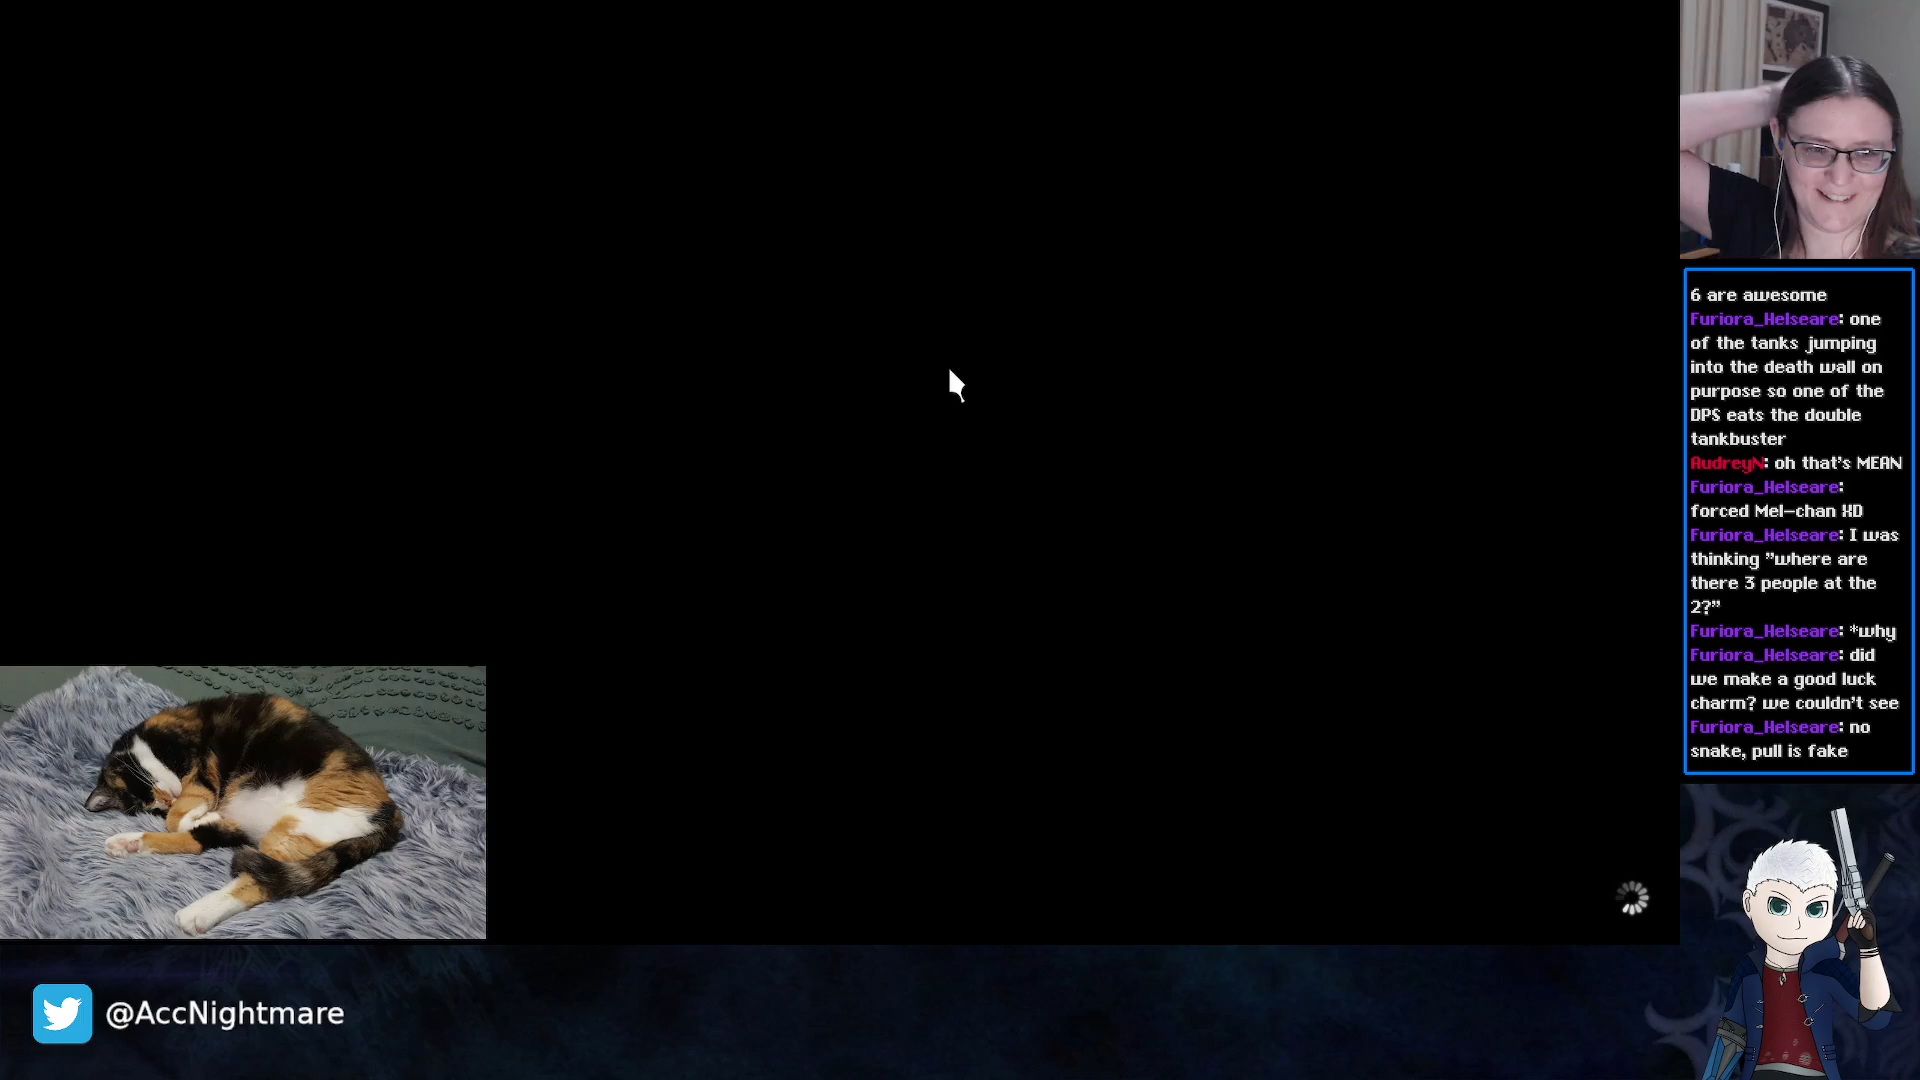 6 are awesome
Furiora_Helseare: one
of the tanks jumping
into the death wall on
purpose so one of the
DPS eats the double
tankbuster
AudreyN: oh that's MEAN
Furiora_Helseare:
forced Mel-chan XD
Furiora_Helseare: I was
thinking "where are
there 3 people at the
2?"
Furiora_Helseare: *why
Furiora_Helseare: did
we make a good luck
charm? we couldn't see
Furiora_Helseare: no
snake, pull is fake
@AccNightmare